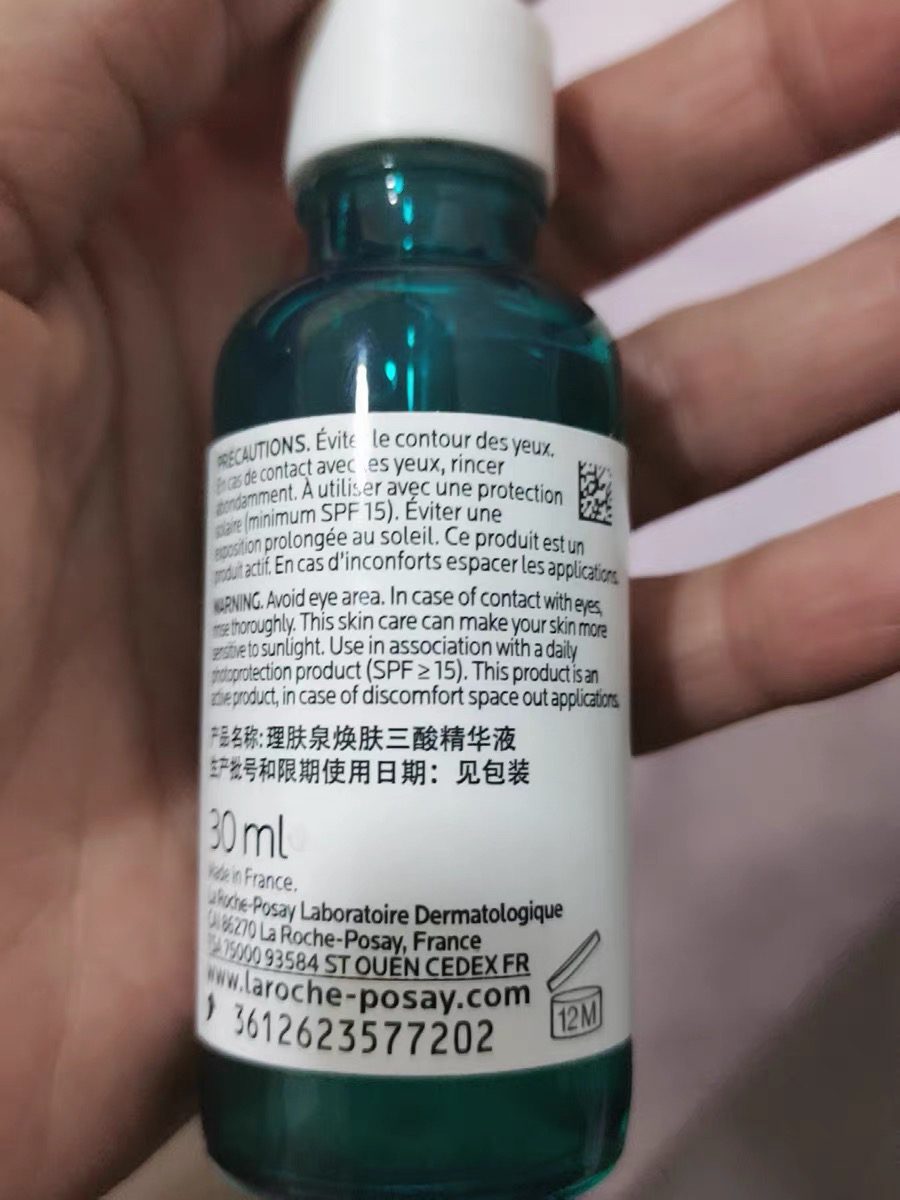 PRÉCAUTIONS. Éviter le contour des yeux.
En cas de contact avec les yeux, rincer
abondamment. À utiliser avec une protection
solaire (minimum SPF 15). Éviter une
exposition prolongée au soleil. Ce produit est un
produit actif. En cas d'inconforts espacer les applications.
WARNING. Avoid eye area. In case of contact with eyes,
rinse thoroughly. This skin care can make your skin more
sensitive to sunlight. Use in association with a daily
photoprotection product (SPF ≥ 15). This product is an
active product, in case of discomfort space out applications.
产品名称: 理肤泉焕肤三酸精华液
生产批号和限期使用日期: 见包装
30 ml
Made in France.
La Roche-Posay Laboratoire Dermatologique
CAI 86270 La Roche-Posay, France
75000 93584 ST OUEN CEDEX FR
www.laroche-posay.com
3612623577202
12M